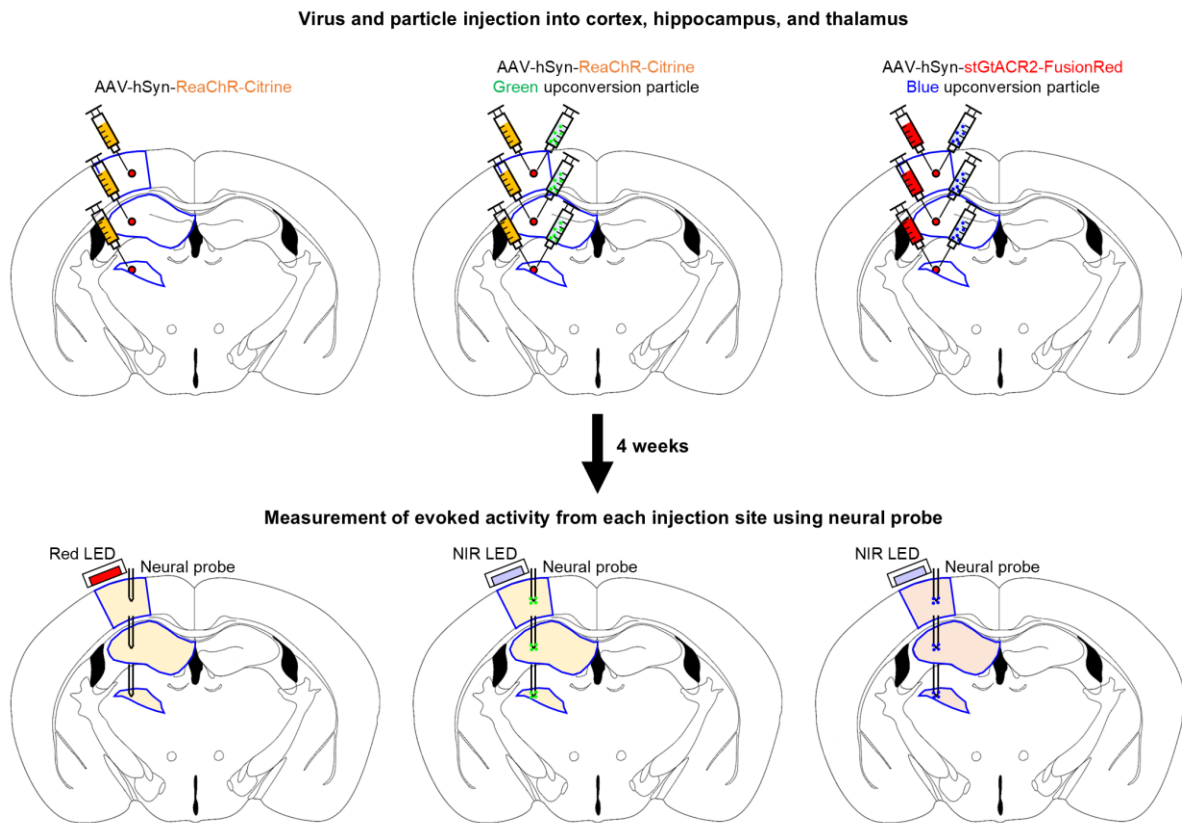 Virus and particle injection into cortex, hippocampus, and thalamus
AAV-hSyn-ReaChR-Citrine
AAV-hSyn-ReaChR-Citrine
Green upconversion particle
AAV-hSyn-stGtACR2-FusionRed
Blue upconversion particle
4 weeks
Measurement of evoked activity from each injection site using neural probe
Red LED
Neural probe
NIR LED
Neural probe
NIR LED
Neural probe